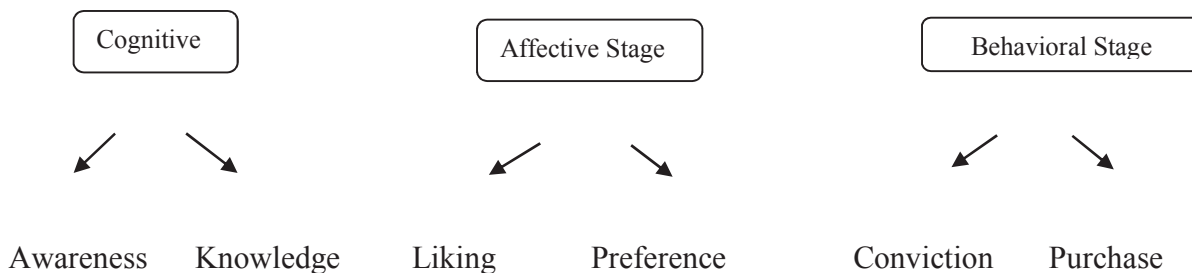 Cognitive
Affective Stage
Behavioral Stage
Awareness Knowledge Liking Preference Conviction Purchase